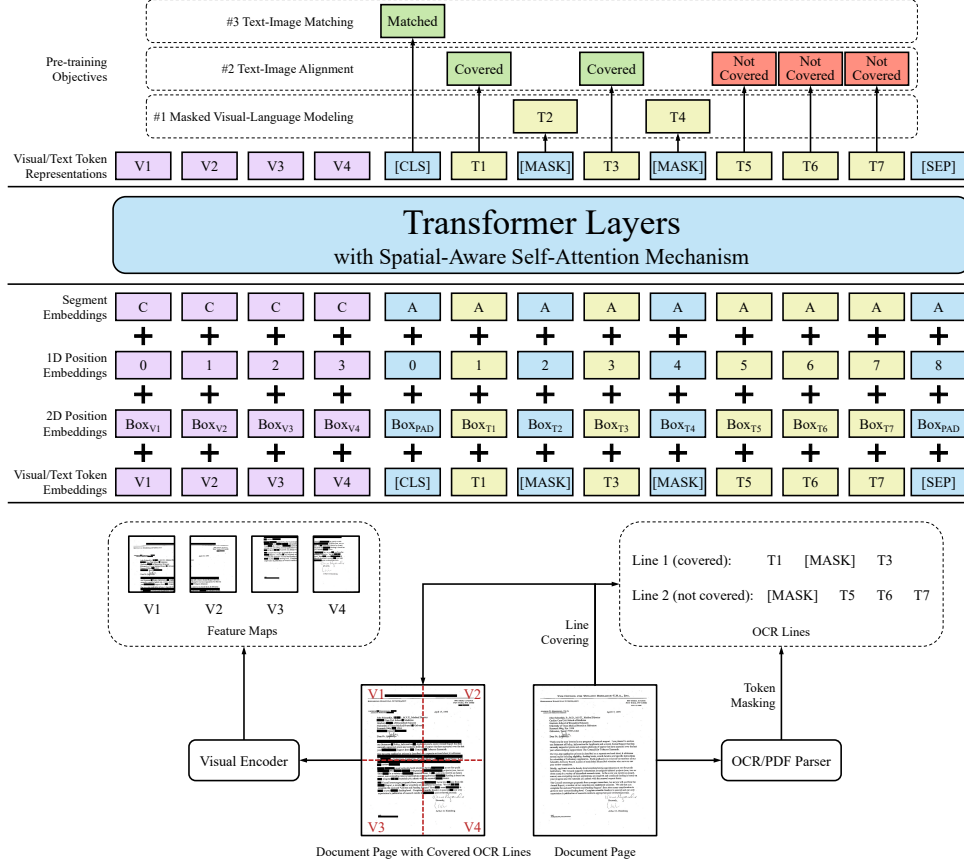 #3 Text-Image Matching
Matched
Pre-training
Objectives
#2 Text-Image Alignment
Covered
Covered
Not
Covered
Not
Covered
Not
Covered
#1 Masked Visual-Language Modeling
T2
T4
Visual/Text Token
Representations
V1 V2 V3 V4 [CLS] T1 [MASK] T3 [MASK] T5 T6 T7 [SEP]
Transformer Layers
with Spatial-Aware Self-Attention Mechanism
Segment
Embeddings
C C C C A A A A A A A A A
+ + + + + + + + + + + + +
1D Position
Embeddings
0 1 2 3 0 1 2 3 4 5 6 7 8
+ + + + + + + + + + + + +
2D Position
Embeddings
BoxV1 BoxV2 BoxV3 BoxV4 BoxPAD BoxT1 BoxT2 BoxT3 BoxT4 BoxT5 BoxT6 BoxT7 BoxPAD
+ + + + + + + + + + + + +
Visual/Text Token
Embeddings
V1 V2 V3 V4 [CLS] T1 [MASK] T3 [MASK] T5 T6 T7 [SEP]
V1 V2 V3 V4
Feature Maps
Line 1 (covered): T1 [MASK] T3
Line 2 (not covered): [MASK] T5 T6 T7
OCR Lines
Line
Covering
Token
Masking
Visual Encoder
V1 V2
V3 V4
OCR/PDF Parser
Document Page with Covered OCR Lines
Document Page